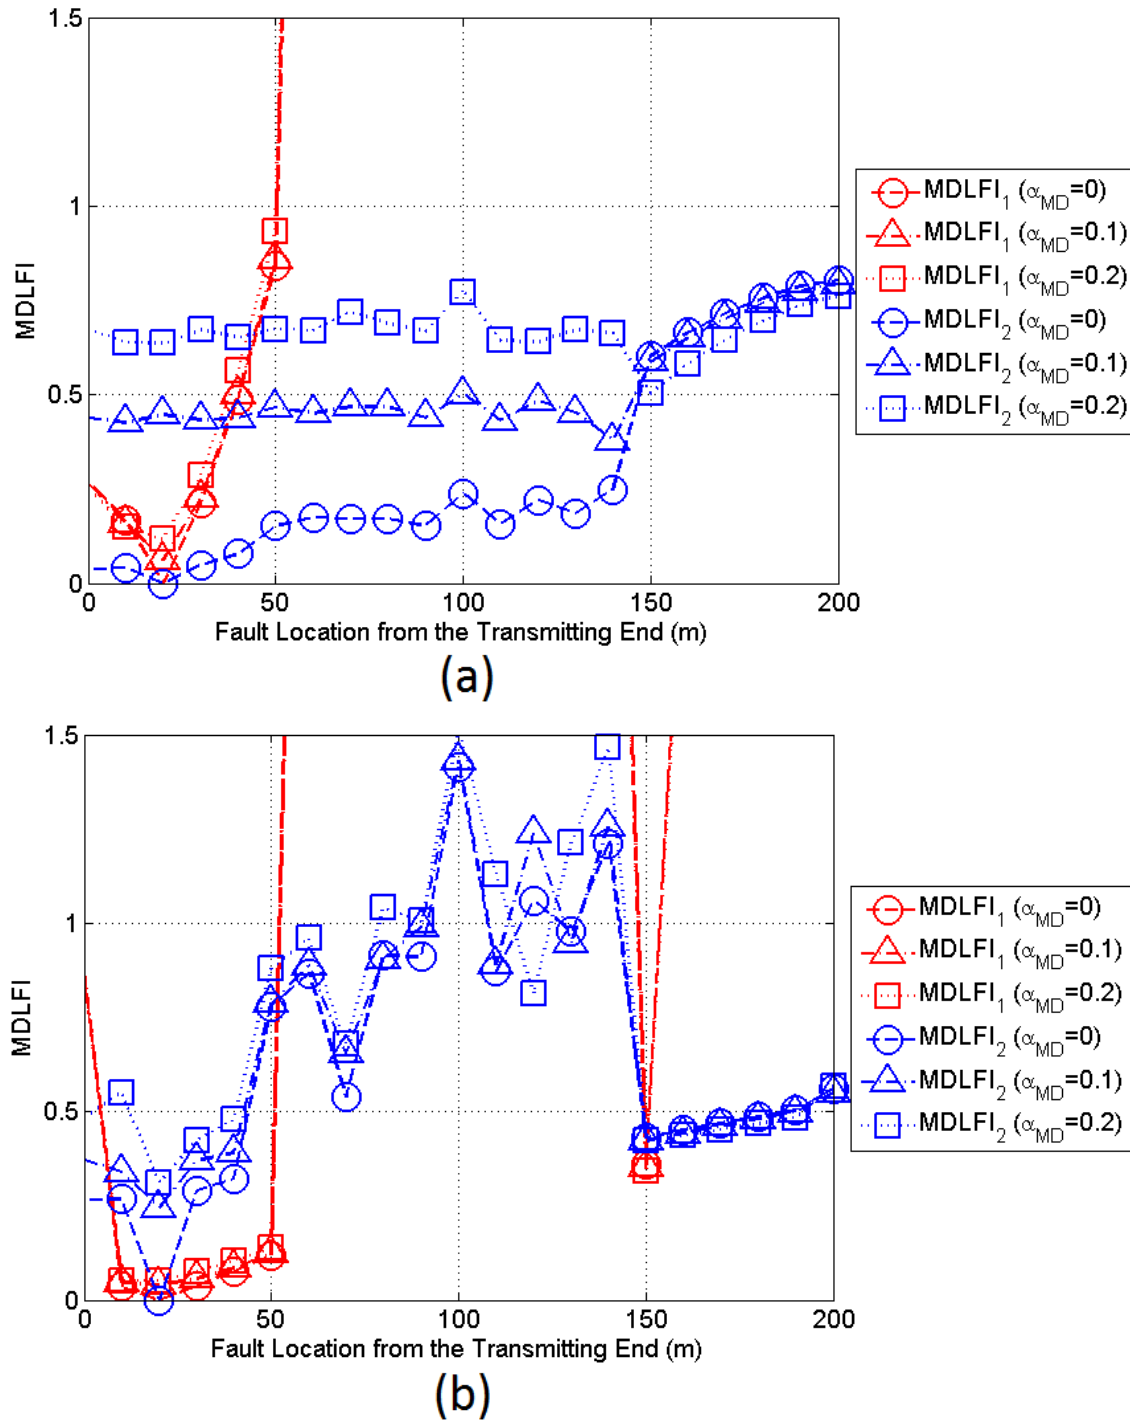 (a)
1.5
1
0.5
0
MDLFI
0 50 100 150 200
Fault Location from the Transmitting End (m)
MDLFI1 (αMD=0)
MDLFI1 (αMD=0.1)
MDLFI1 (αMD=0.2)
MDLFI2 (αMD=0)
MDLFI2 (αMD=0.1)
MDLFI2 (αMD=0.2)
(a)
1.5
1
0.5
0
MDLFI
0 50 100 150 200
Fault Location from the Transmitting End (m)
MDLFI1 (αMD=0)
MDLFI1 (αMD=0.1)
MDLFI1 (αMD=0.2)
MDLFI2 (αMD=0)
MDLFI2 (αMD=0.1)
MDLFI2 (αMD=0.2)
(b)